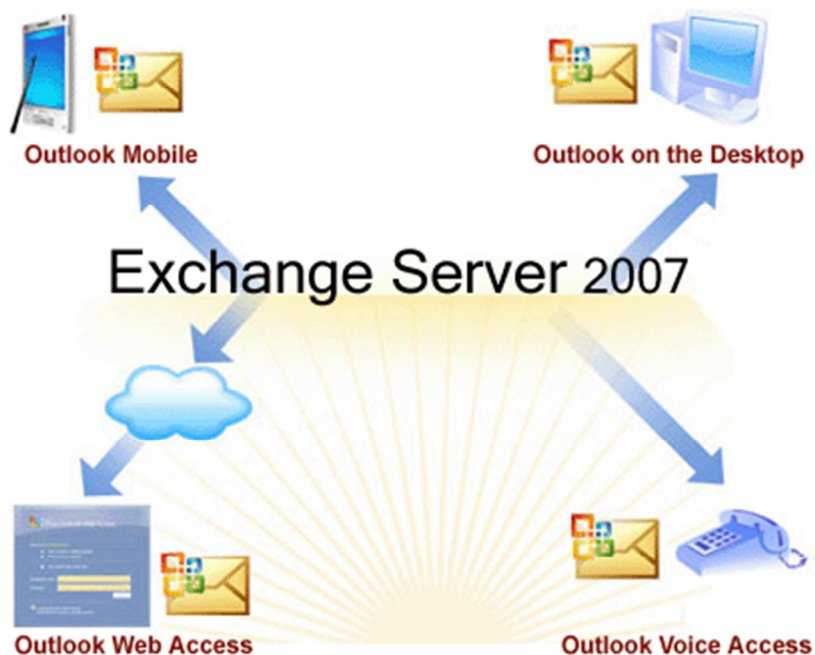 Outlook Mobile
Outlook on the Desktop
Exchange Server 2007
Outlook Web Access
Outlook Voice Access